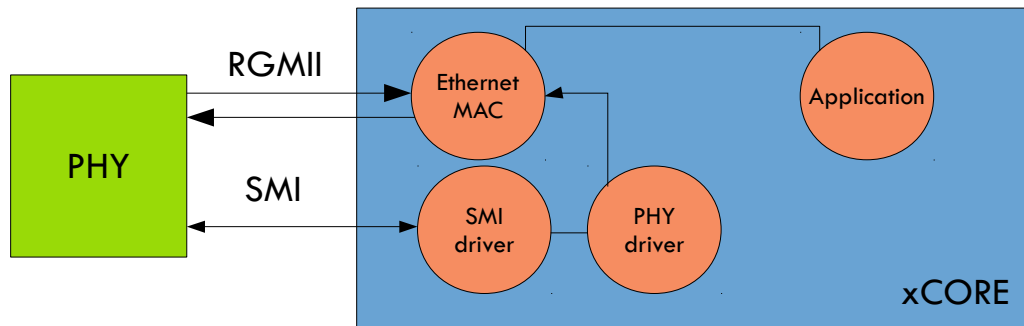 RGMII
Ethernet
MAC
Application
PHY
SMI
SMI
driver
PHY
driver
xCORE